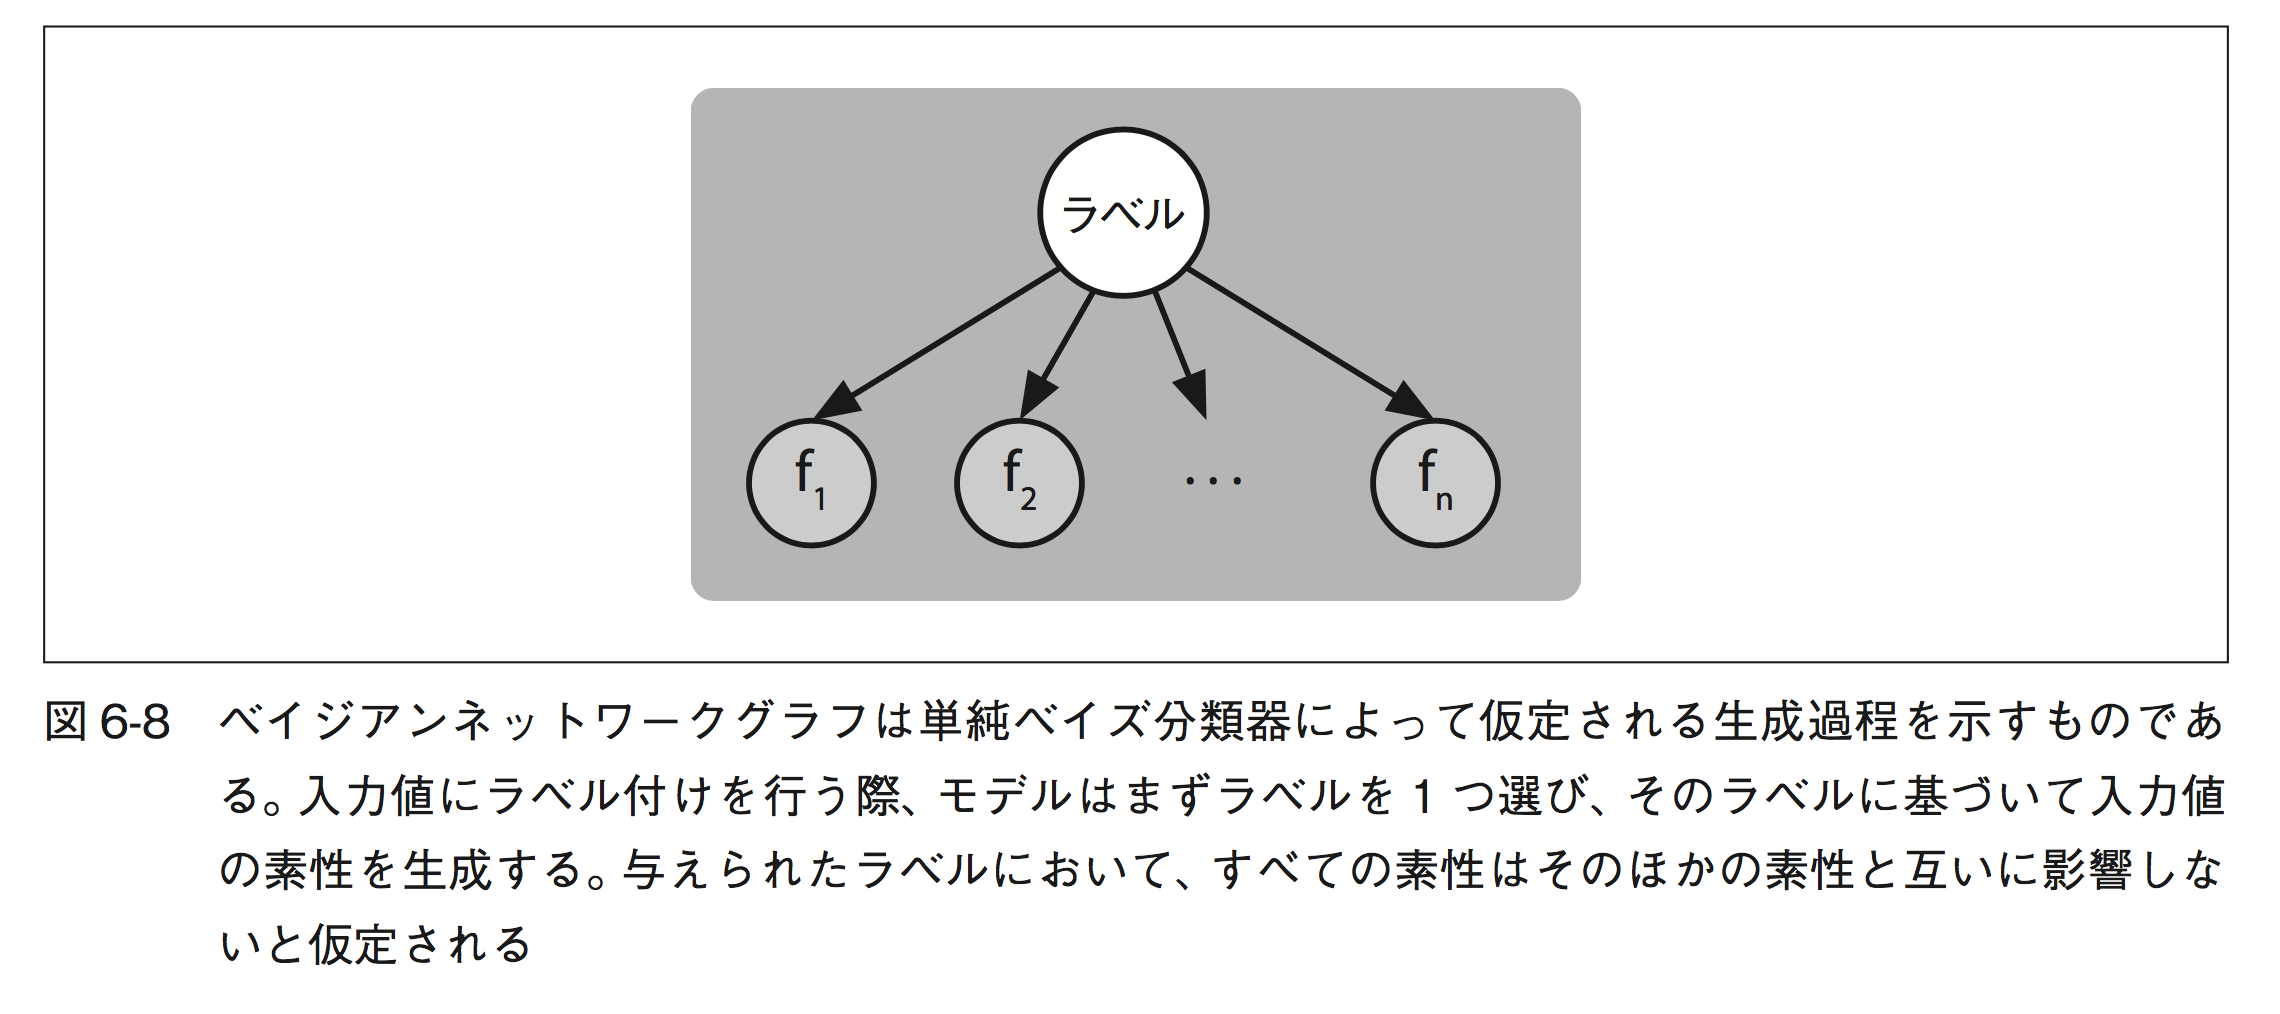 ラベル
f1 f2 ... fn
図 6-8 ベイジアンネットワークグラフは単純ベイズ分類器によって仮定される生成過程を示すものであ
る。入力値にラベル付けを行う際、モデルはまずラベルを 1 つ選び、そのラベルに基づいて入力値
の素性を生成する。与えられたラベルにおいて、すべての素性はそのほかの素性と互いに影響しな
いと仮定される